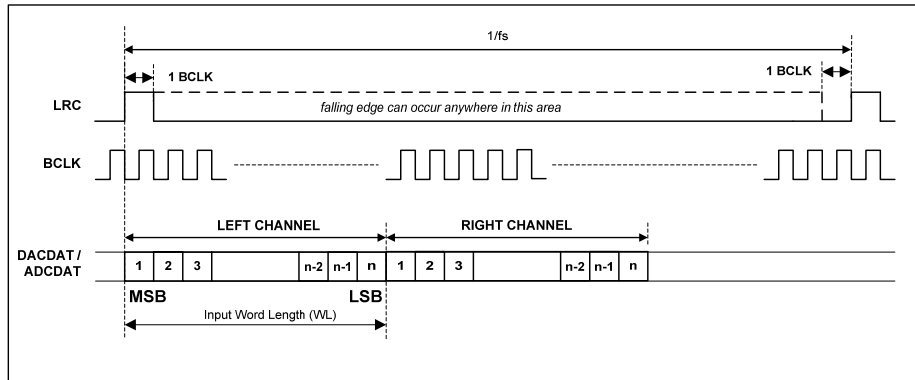 1/fs
1 BCLK
1 BCLK
LRC
falling edge can occur anywhere in this area
BCLK
LEFT CHANNEL
RIGHT CHANNEL
DACDAT /
ADCDAT
1 2 3 n-2 n-1 n 1 2 3 n-2 n-1 n
MSB
LSB
Input Word Length (WL)